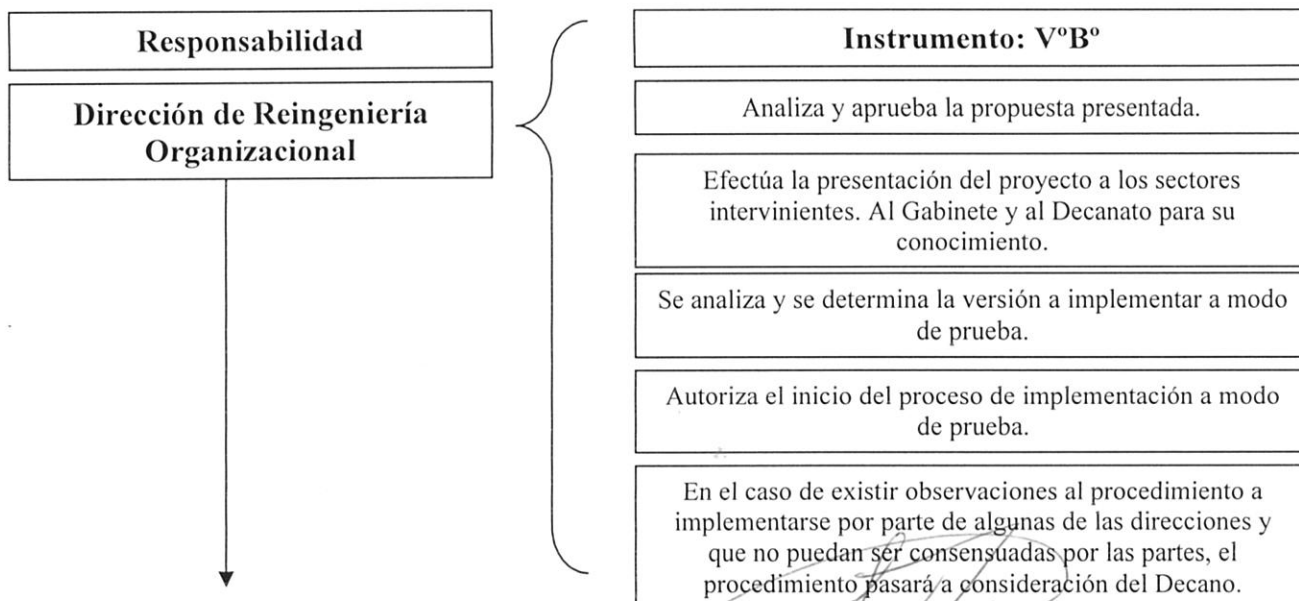 Responsabilidad
Dirección de Reingeniería
Organizacional
Instrumento: VºBº
Analiza y aprueba la propuesta presentada.
Efectúa la presentación del proyecto a los sectores
intervinientes. Al Gabinete y al Decanato para su
conocimiento.
Se analiza y se determina la versión a implementar a modo
de prueba.
Autoriza el inicio del proceso de implementación a modo
de prueba.
En el caso de existir observaciones al procedimiento a
implementarse por parte de algunas de las direcciones y
que no puedan ser consensuadas por las partes, el
procedimiento pasará a consideración del Decano.